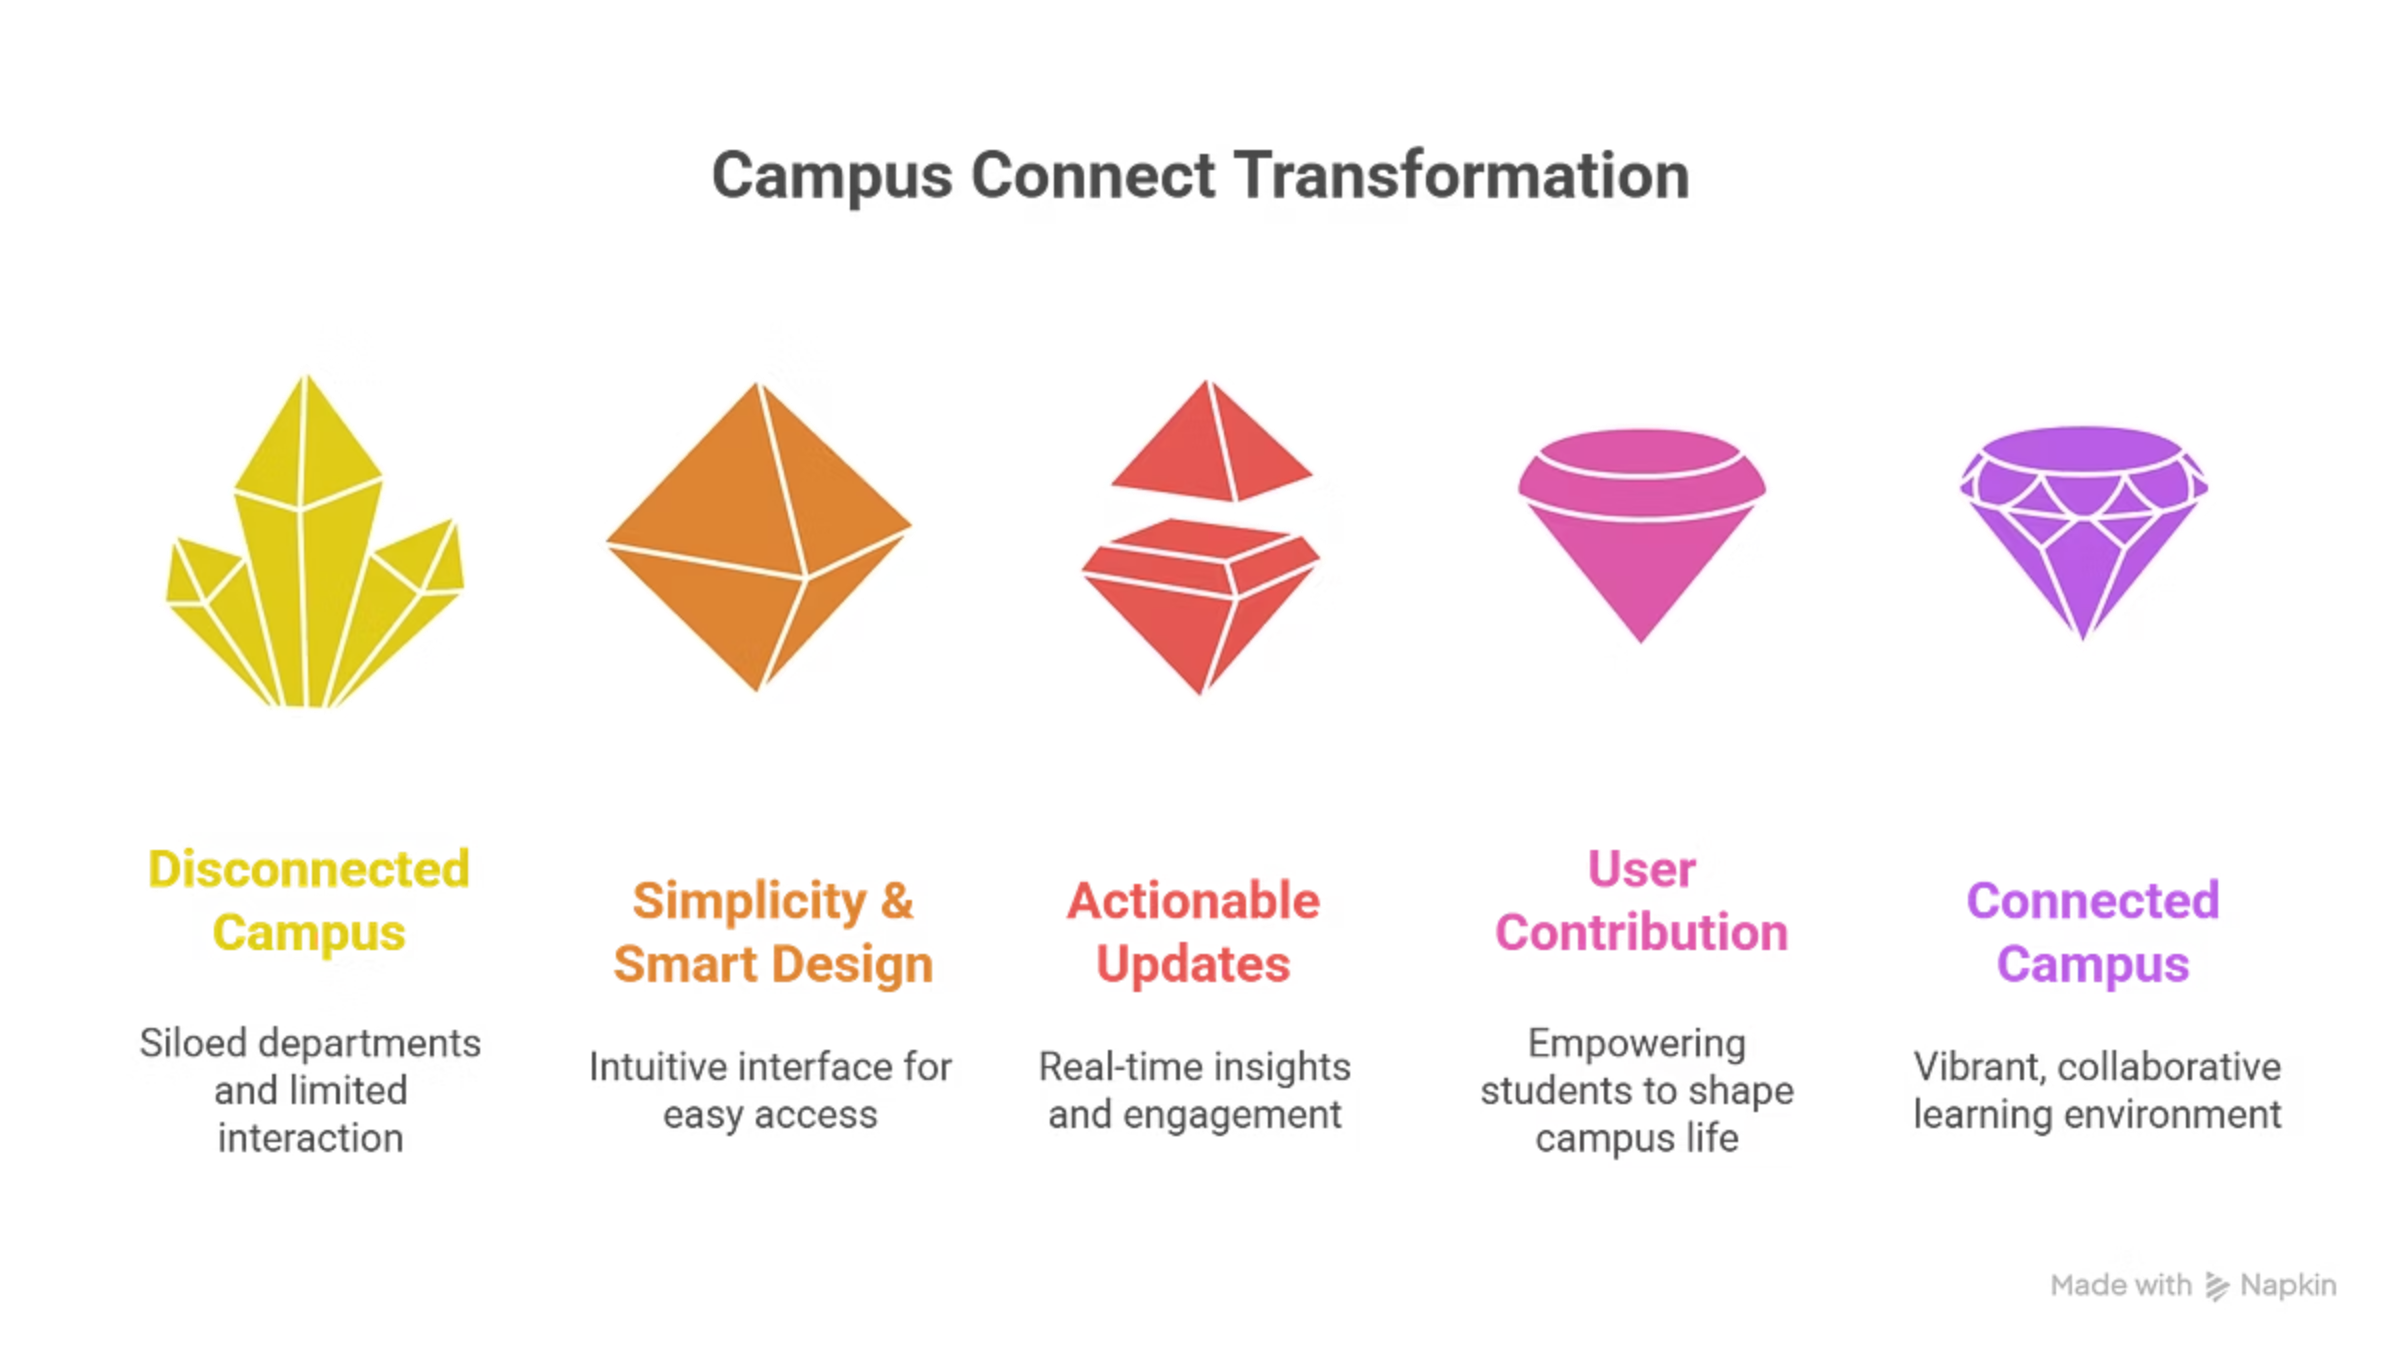 Campus Connect Transformation
Disconnected
Campus
Siloed departments
and limited
interaction
Simplicity &
Smart Design
Intuitive interface for
easy access
Actionable
Updates
Real-time insights
and engagement
User
Contribution
Empowering
students to shape
campus life
Connected
Campus
Vibrant, collaborative
learning environment
Made with Napkin